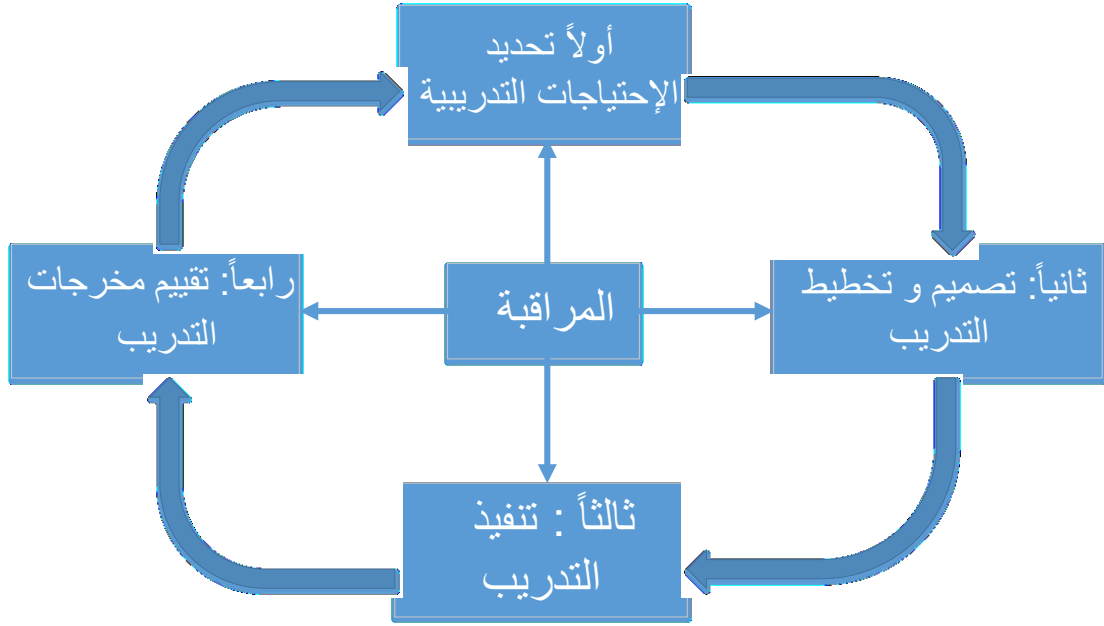 أولاً تحديد
الإحتياجات التدريبية
ثانياً: تصميم و تخطيط
التدريب
ثالثاً : تنفيذ
التدريب
رابعاً: تقييم مخرجات
التدريب
المراقبة